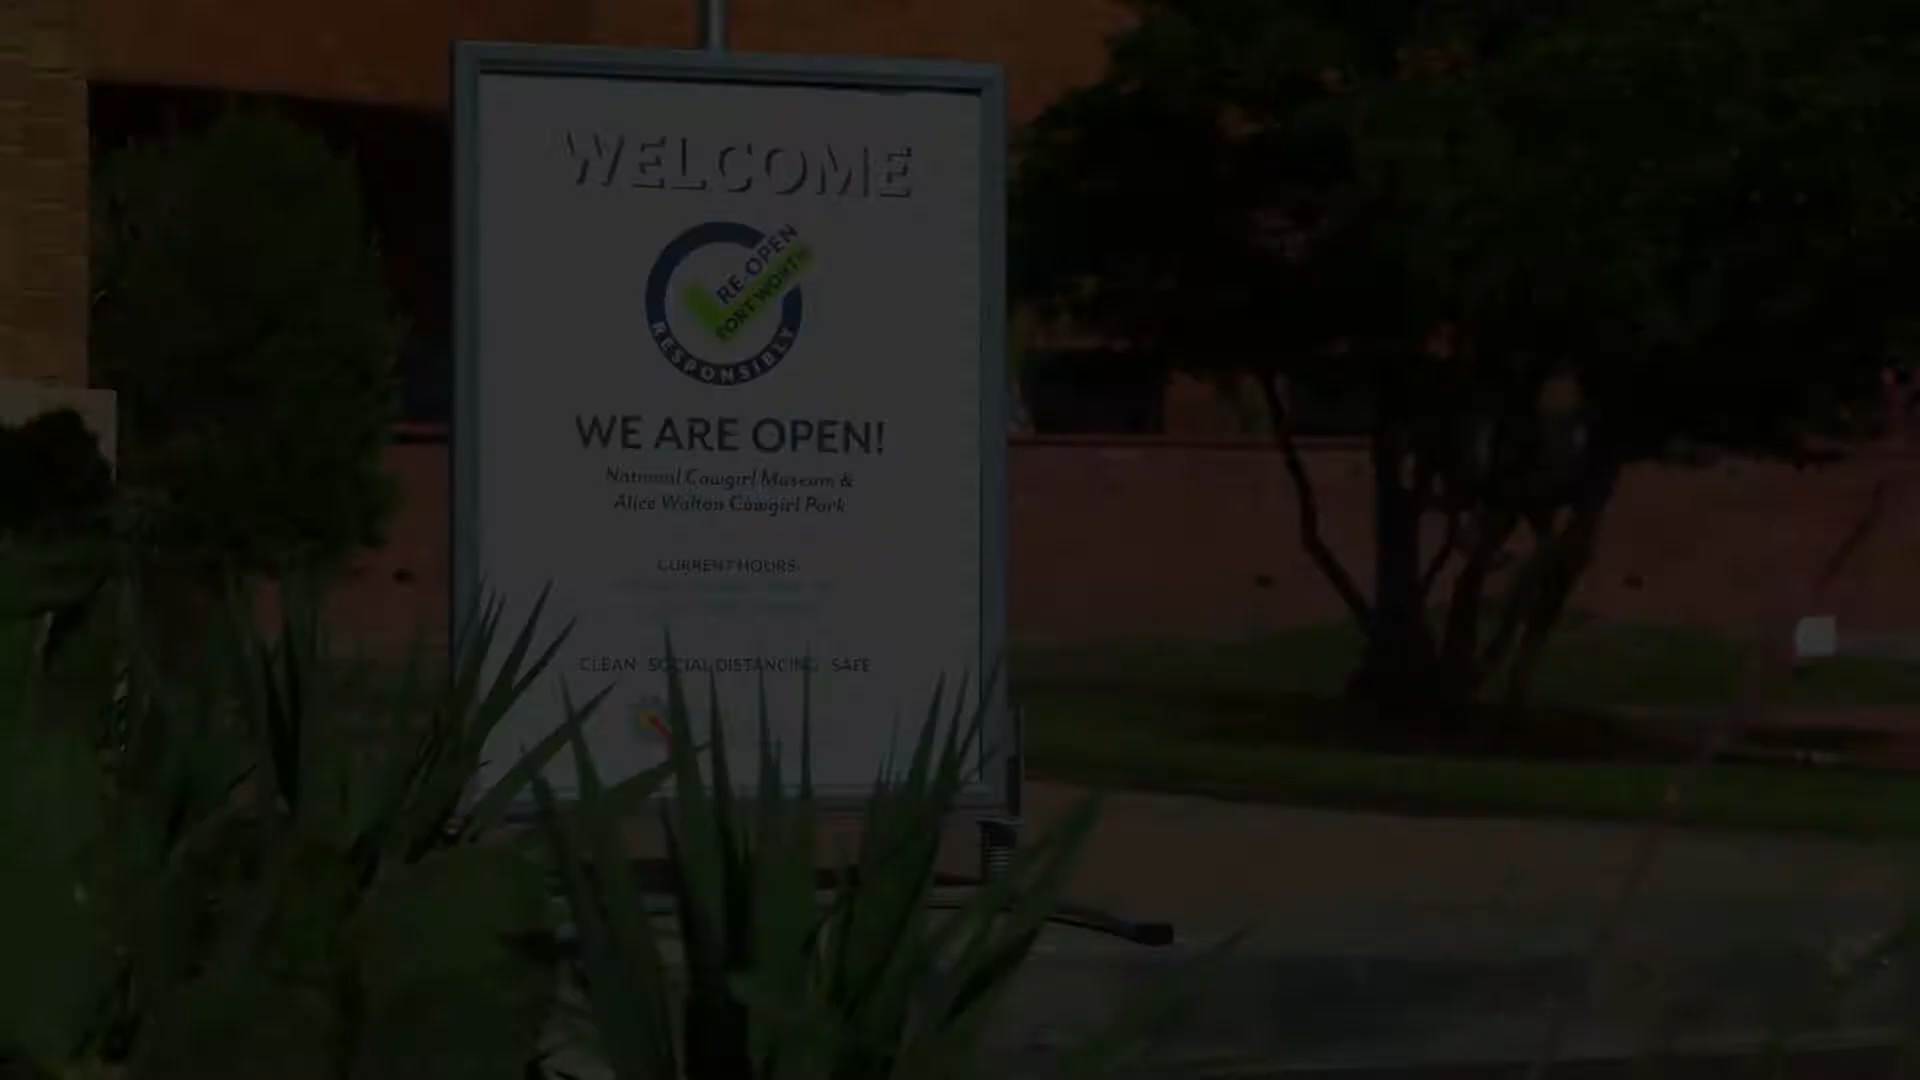 WELCOME
RE-OPEN
FORT WORTH
RESPONSIBLY
WE ARE OPEN!
National Cowgirl Museum &
Alice Walton Cowgirl Park
CURRENT HOURS
CLEAN SOCIAL DISTANCING SAFE